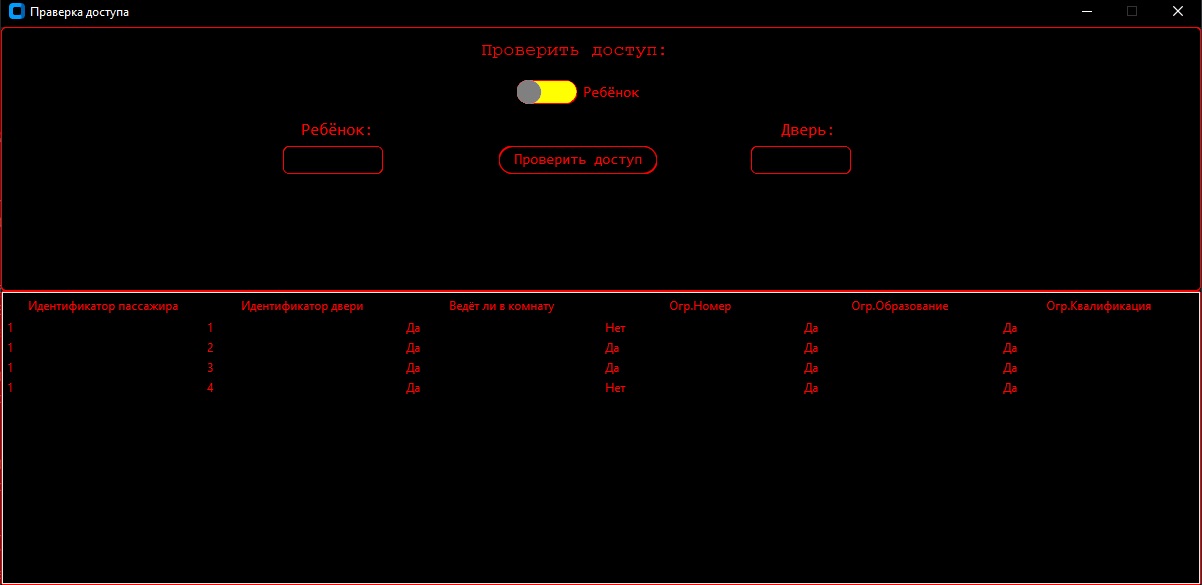 Праверка доступа
Проверить доступ:
Ребёнок
Ребёнок: Дверь:
Проверить доступ
Идентификатор пассажира Идентификатор двери Ведёт ли в комнату Огр.Номер Огр.Образование Огр.Квалификация
1 1 Да Нет Да Да
1 2 Да Да Да Да
1 3 Да Да Да Да
1 4 Да Нет Да Да